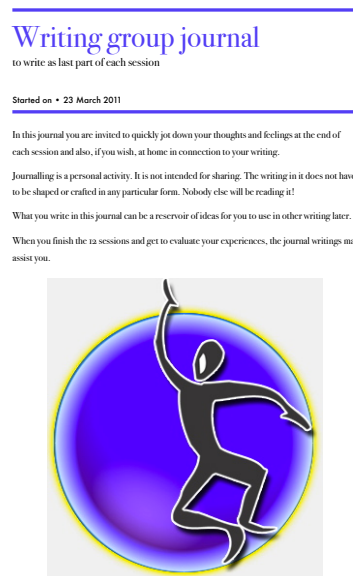 Writing group journal
to write as last part of each session
Started on • 23 March 2011
In this journal you are invited to quickly jot down your thoughts and feelings at the end of
each session and also, if you wish, at home in connection to your writing.
Journalling is a personal activity. It is not intended for sharing. The writing in it does not have
to be shaped or crafted in any particular form. Nobody else will be reading it!
What you write in this journal can be a reservoir of ideas for you to use in other writing later.
When you finish the 12 sessions and get to evaluate your experiences, the journal writings
assist you.